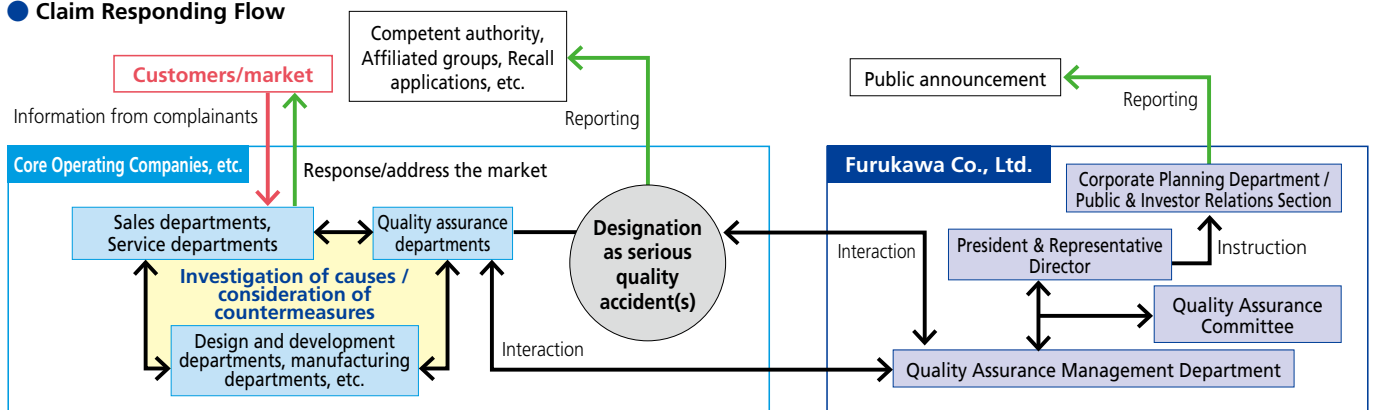 Claim Responding Flow
Competent authority,
Affiliated groups, Recall
applications, etc.
Customers/market
Public announcement
Information from complainants
Reporting
Reporting
Core Operating Companies, etc.
Response/address the market
Furukawa Co., Ltd.
Corporate Planning Department /
Public & Investor Relations Section
Sales departments,
Service departments
Quality assurance
departments
Designation
as serious
quality
accident(s)
Interaction
President & Representative
Director
Instruction
Investigation of causes /
consideration of
countermeasures
Quality Assurance
Committee
Design and development
departments, manufacturing
departments, etc.
Interaction
Quality Assurance Management Department